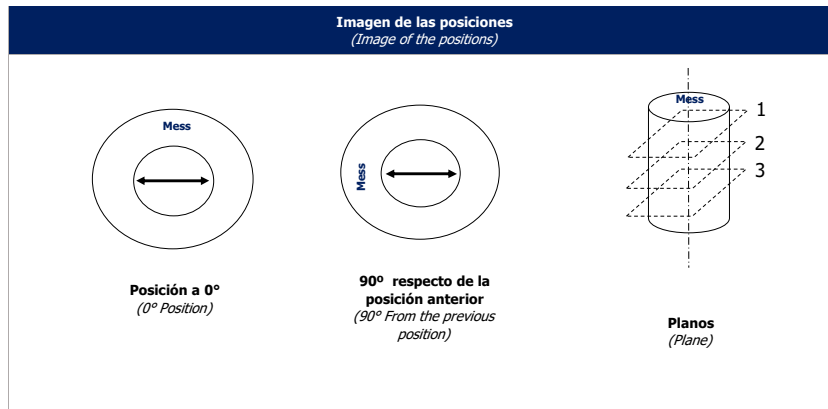 Imagen de las posiciones
(Image of the positions)
Mess
Posición a 0°
(0° Position)
Mess
90º respecto de la
posición anterior
(90° From the previous
position)
Mess
1
2
3
Planos
(Plane)